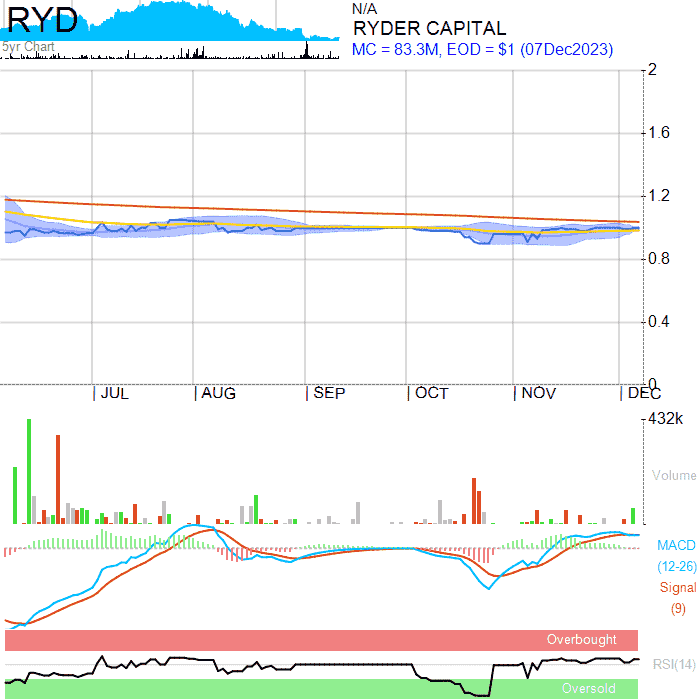 RYD
5yr Chart
N/A
RYDER CAPITAL
MC = 83.3M, EOD = $1 (07Dec2023)
2
1.6
1.2
0.8
0.4
0
JUL AUG SEP OCT NOV DEC
432k
Volume
MACD
(12-26)
Signal
(9)
Overbought
RSI(14)
Oversold